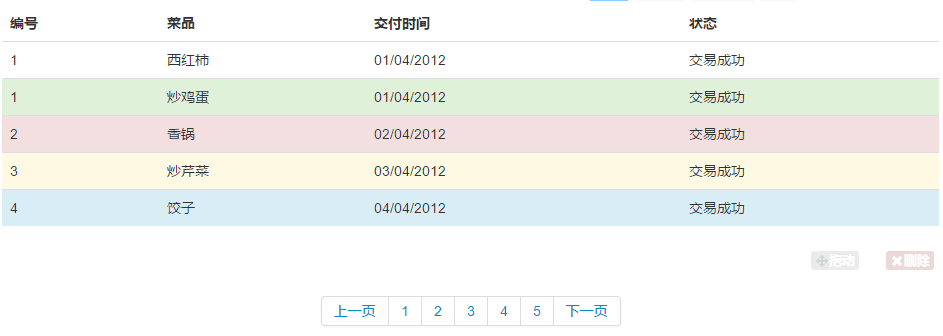 编号 菜品 交付时间 状态
1 西红柿 01/04/2012 交易成功
1 炒鸡蛋 01/04/2012 交易成功
2 香锅 02/04/2012 交易成功
3 炒芹菜 03/04/2012 交易成功
4 饺子 04/04/2012 交易成功
拖动 删除
上一页 1 2 3 4 5 下一页